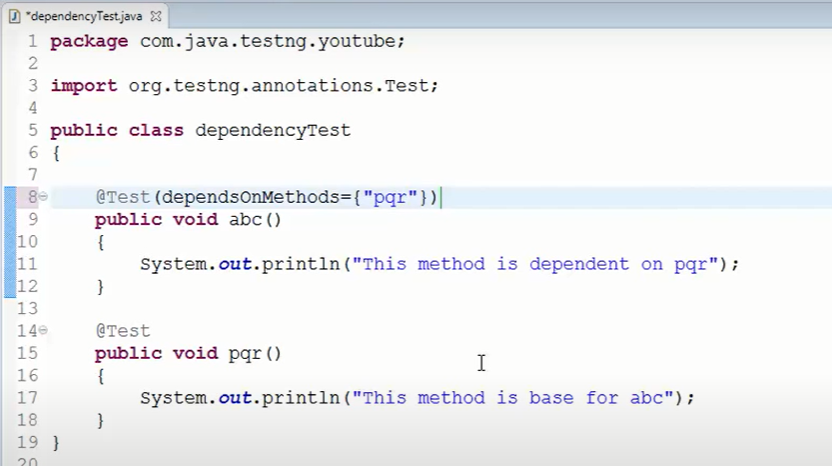 *dependencyTest.java
1 package com.java.testng.youtube;
2
3 import org.testng.annotations.Test;
4
5 public class dependencyTest
6 {
7
8 @Test(dependsOnMethods={"pqr"})
9 public void abc()
10 {
11 System.out.println("This method is dependent on pqr");
12 }
13
14 @Test
15 public void pqr()
16 {
17 System.out.println("This method is base for abc");
18 }
19 }
20